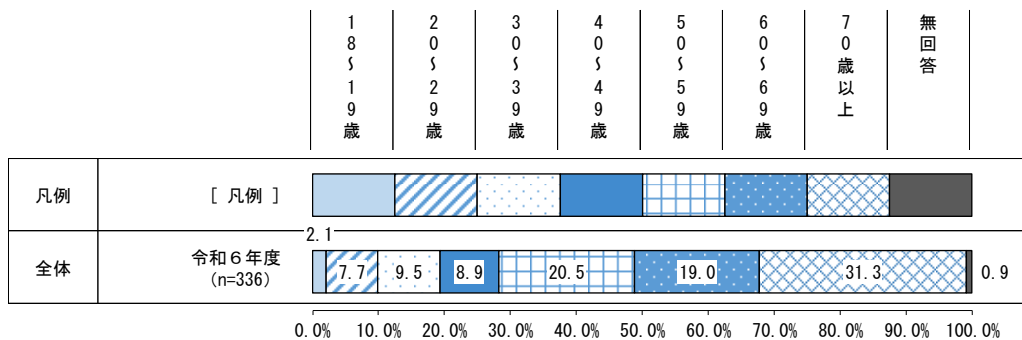 18～19歳
20～29歳
30～39歳
40～49歳
50～59歳
60～69歳
70歳以上
無回答
凡例
[ 凡例 ]
全体
令和６年度
(n=336)
2.1
7.7
9.5
8.9
20.5
19.0
31.3
0.9
0.0% 10.0% 20.0% 30.0% 40.0% 50.0% 60.0% 70.0% 80.0% 90.0% 100.0%